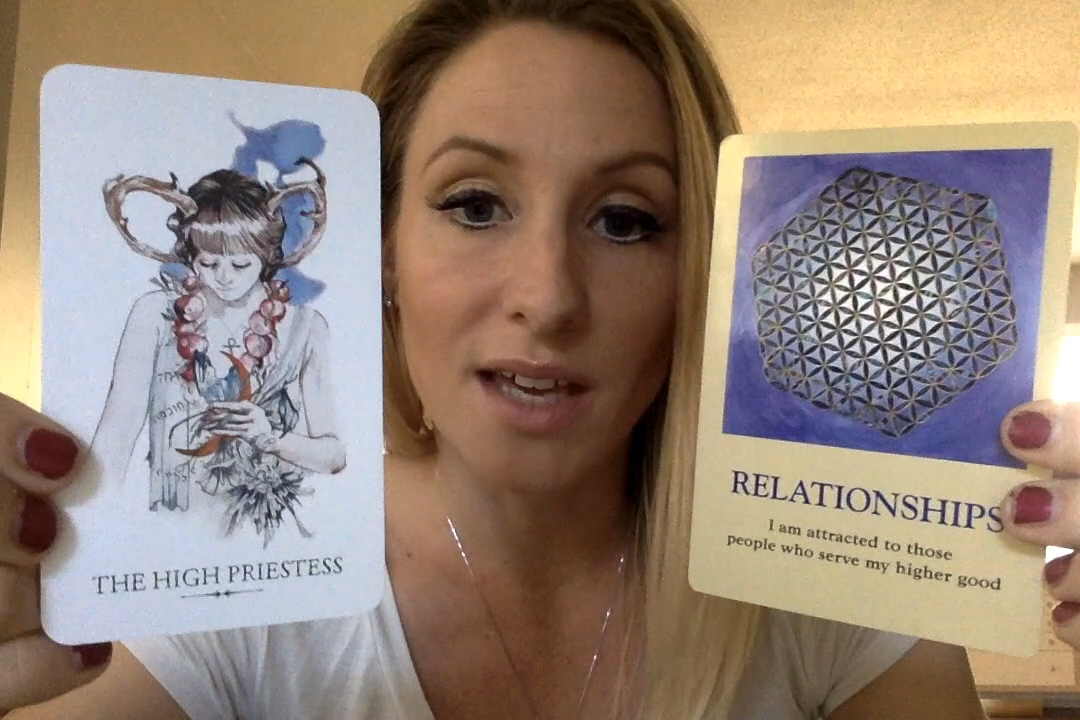 THE HIGH PRIESTESS
RELATIONSHIPS
I am attracted to those
people who serve my higher good